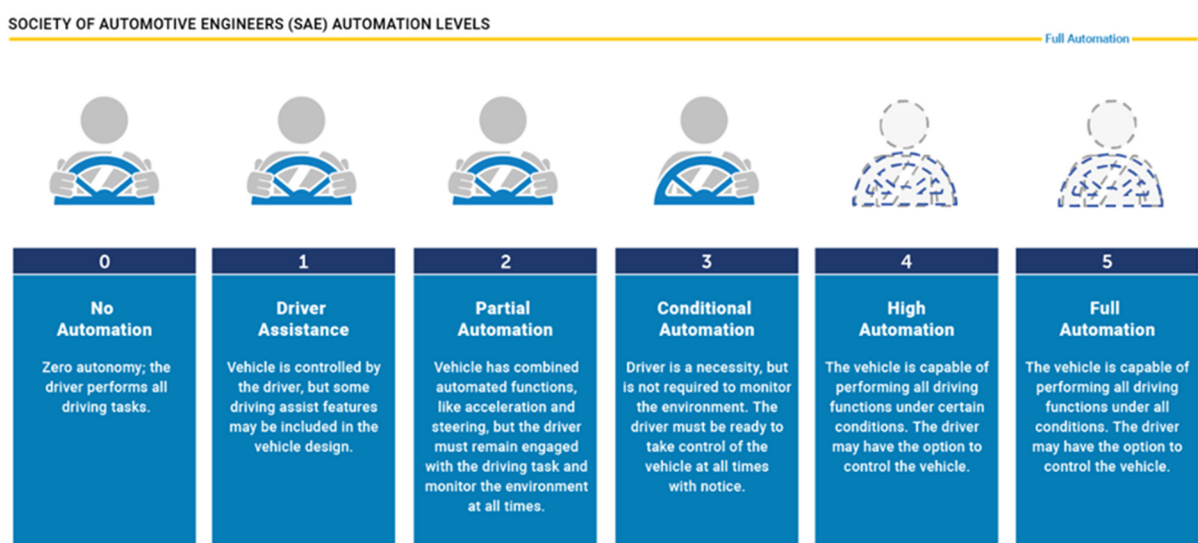 SOCIETY OF AUTOMOTIVE ENGINEERS (SAE) AUTOMATION LEVELS
Full Automation
0
No
Automation
Zero autonomy; the
driver performs all
driving tasks.
1
Driver
Assistance
Vehicle is controlled by
the driver, but some
driving assist features
may be included in the
vehicle design.
2
Partial
Automation
Vehicle has combined
automated functions,
like acceleration and
steering, but the driver
must remain engaged
with the driving task and
monitor the environment
at all times.
3
Conditional
Automation
Driver is a necessity, but
is not required to monitor
the environment. The
driver must be ready to
take control of the
vehicle at all times
with notice.
4
High
Automation
The vehicle is capable of
performing all driving
functions under certain
conditions. The driver
may have the option to
control the vehicle.
5
Full
Automation
The vehicle is capable of
performing all driving
functions under all
conditions. The driver
may have the option to
control the vehicle.